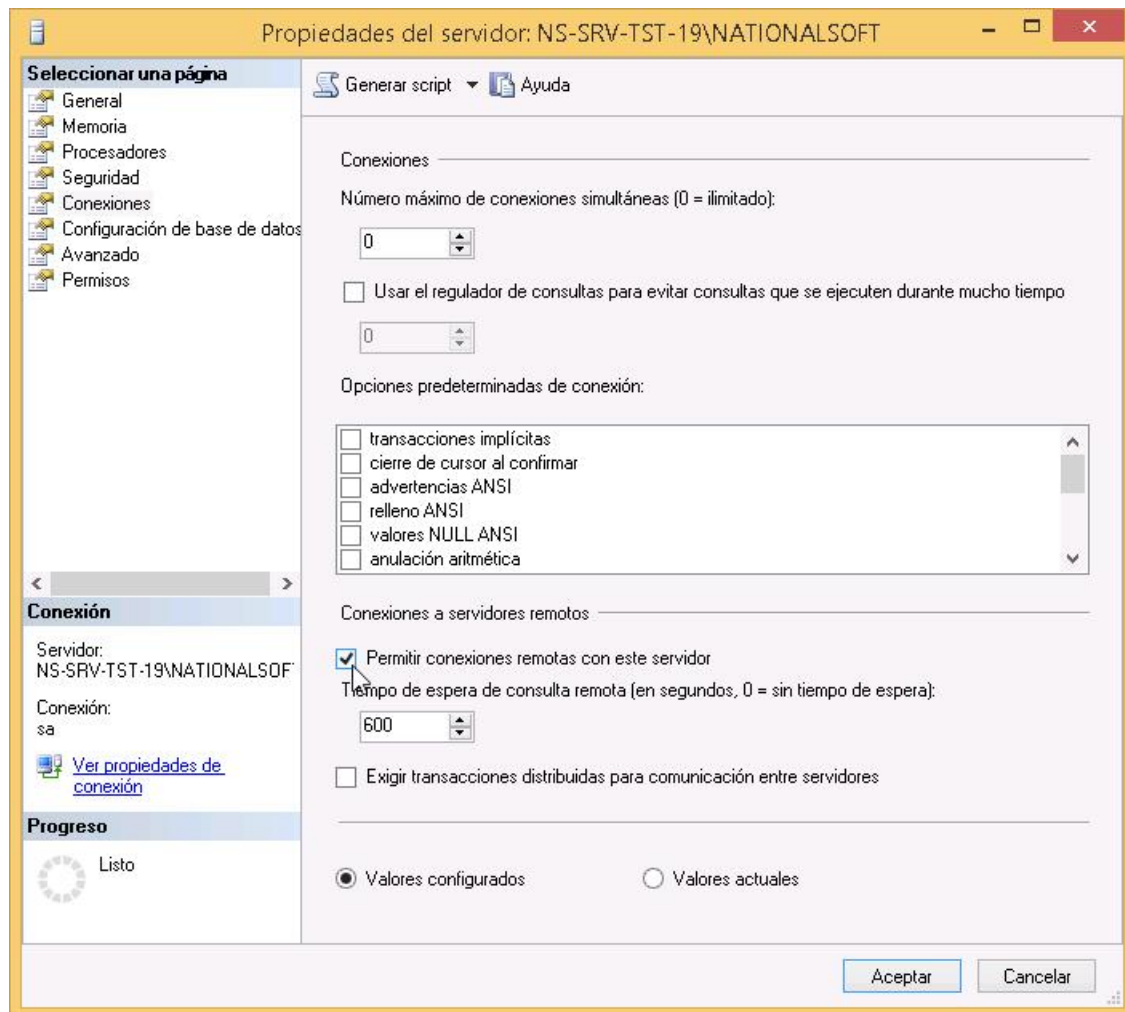 Propiedades del servidor: NS-SRV-TST-19\NATIONALSOFT
Seleccionar una página
General
Memoria
Procesadores
Seguridad
Conexiones
Configuración de base de datos
Avanzado
Permisos
Generar script
Ayuda
Conexiones
Número máximo de conexiones simultáneas (0 = ilimitado):
0
Usar el regulador de consultas para evitar consultas que se ejecuten durante mucho tiempo
0
Opciones predeterminadas de conexión:
transacciones implícitas
cierre de cursor al confirmar
advertencias ANSI
relleno ANSI
valores NULL ANSI
anulación aritmética
Conexión
Servidor:
NS-SRV-TST-19\NATIONALSOF
Conexión:
sa
Ver propiedades de
conexión
Progreso
Listo
Conexiones a servidores remotos
Permitir conexiones remotas con este servidor
Tiempo de espera de consulta remota (en segundos, 0 = sin tiempo de espera):
600
Exigir transacciones distribuidas para comunicación entre servidores
Valores configurados
Valores actuales
Aceptar
Cancelar